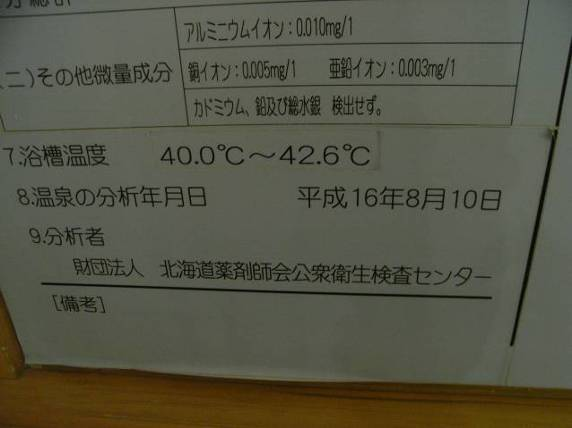 アルミニウムイオン：0.010mg/1
(ニ)その他微量成分
銅イオン：0.005mg/1　亜鉛イオン：0.003mg/1
カドミウム、鉛及び総水銀 検出せず。
7.浴槽温度　40.0℃～42.6℃
8.温泉の分析年月日　平成16年8月10日
9.分析者
財団法人　北海道薬剤師会公衆衛生検査センター
[備考]